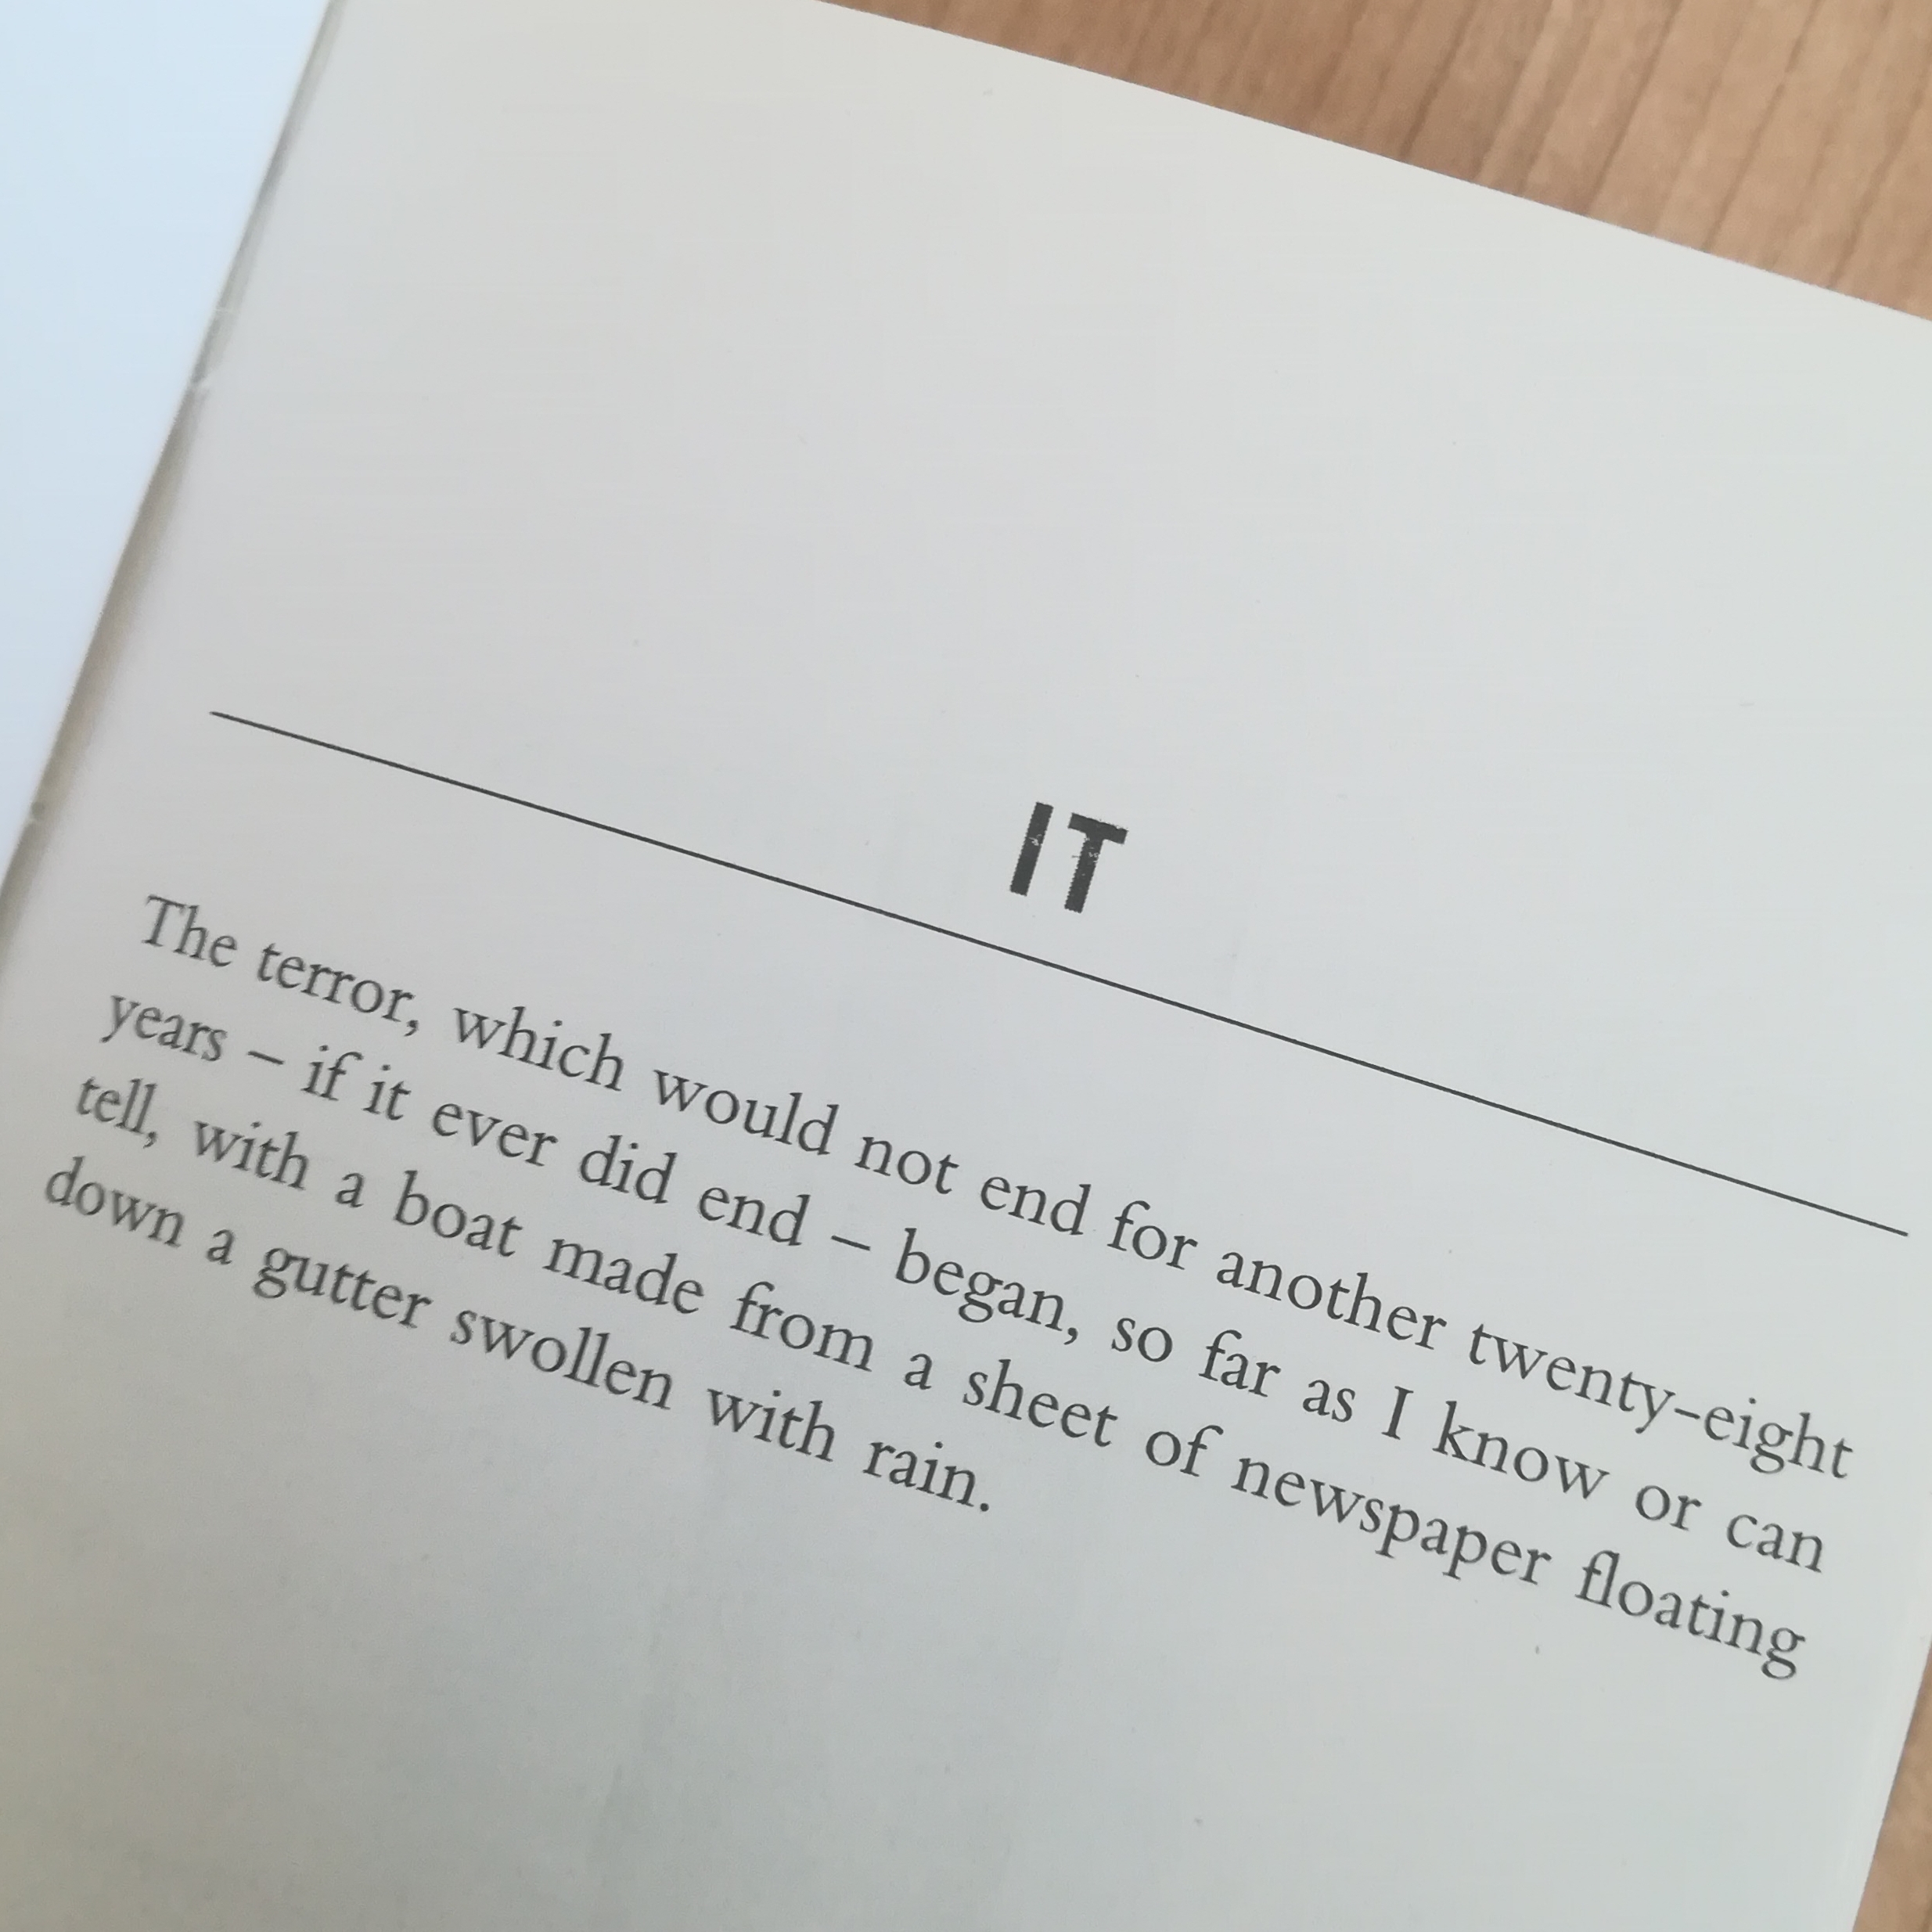 IT
The terror, which would not end for another twenty-eight
years – if it ever did end – began, so far as I know or can
tell, with a boat made from a sheet of newspaper floating
down a gutter swollen with rain.